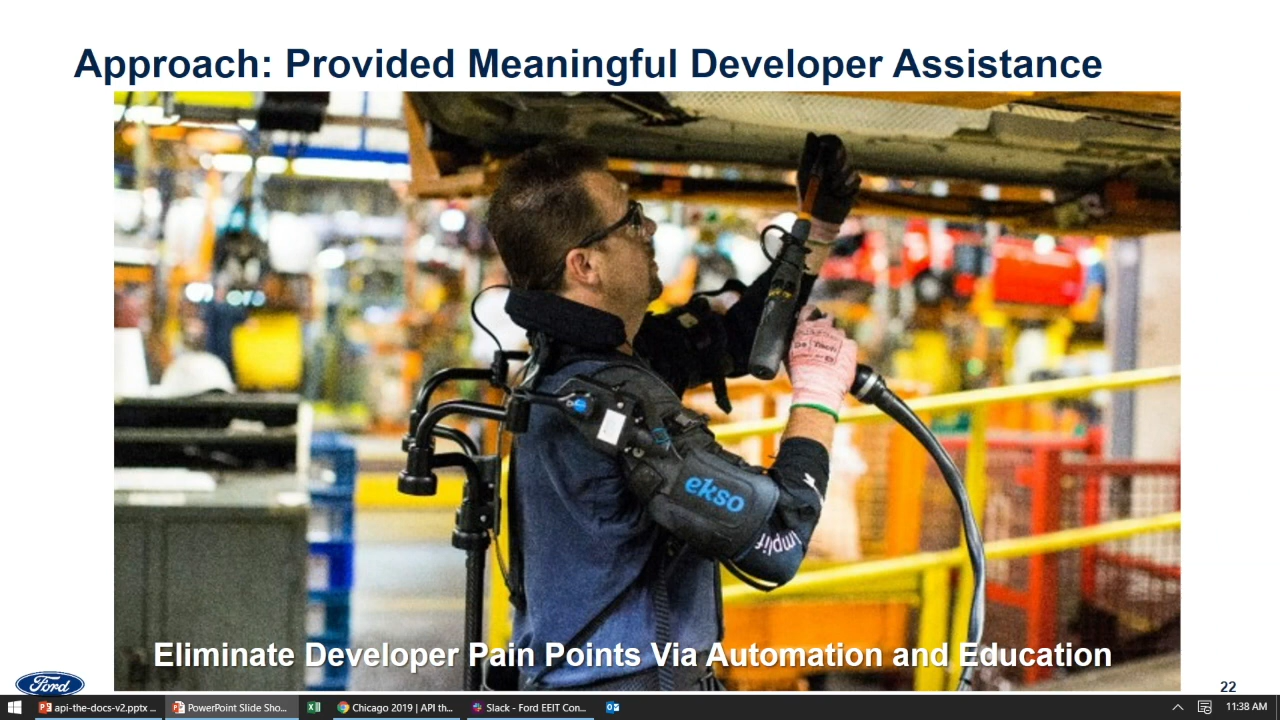 Approach: Provided Meaningful Developer Assistance
ekso
Eliminate Developer Pain Points Via Automation and Education
Ford
22
api-the-docs-v2.pptx ...
PowerPoint Slide Sho...
Chicago 2019 | API th...
Slack - Ford EEIT Con...
11:38 AM